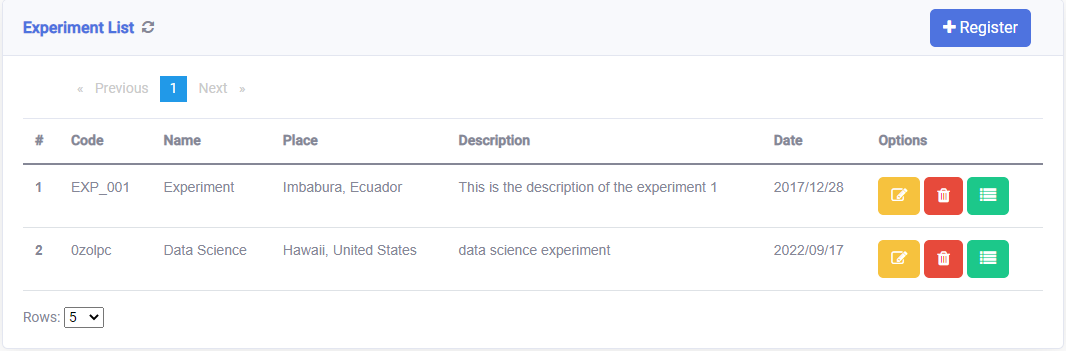 Experiment List
Register
« Previous 1 Next »
# Code Name Place Description Date Options
1 EXP_001 Experiment Imbabura, Ecuador This is the description of the experiment 1 2017/12/28
2 0zolpc Data Science Hawaii, United States data science experiment 2022/09/17
Rows: 5